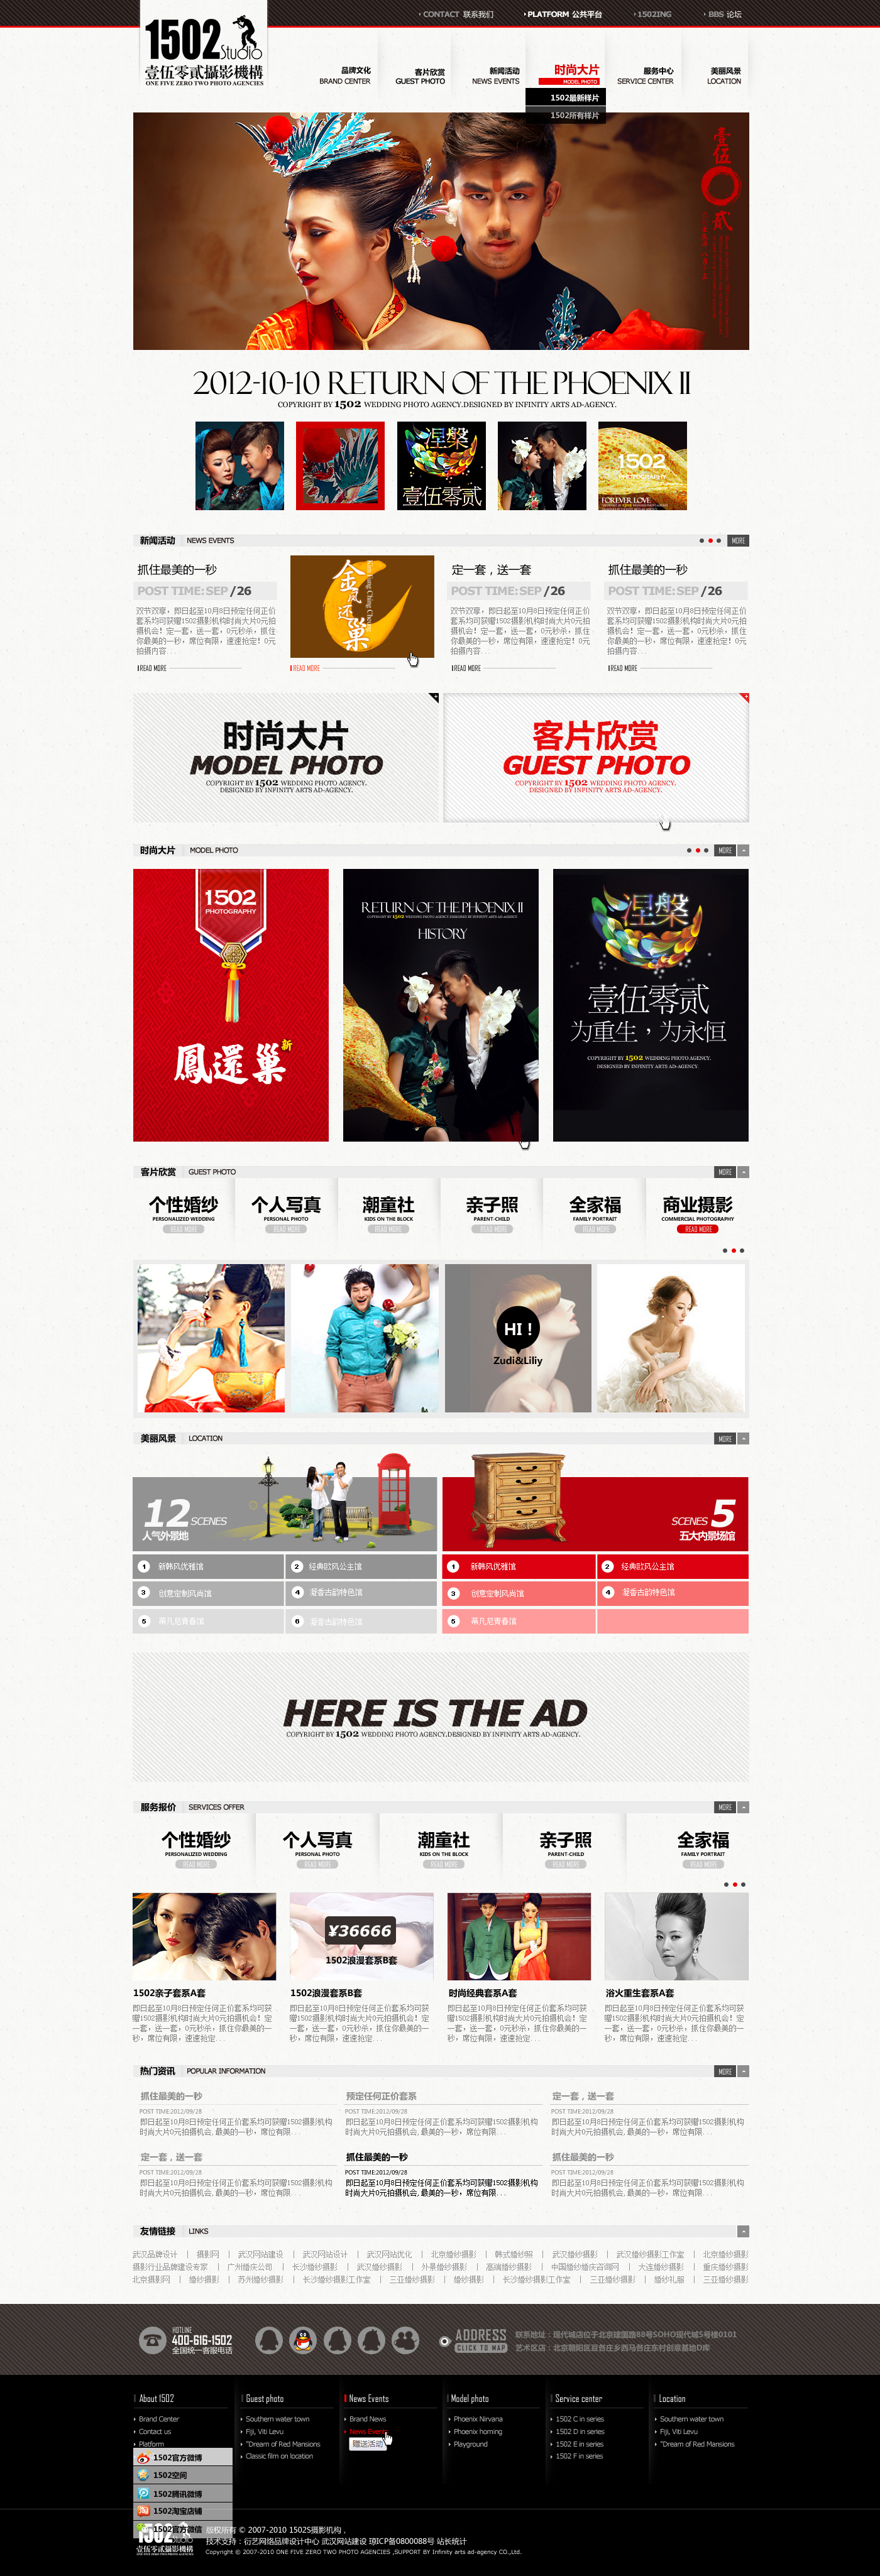 CONTACT 联系我们
PLATFORM 公共平台
1502ING
BBS 论坛
1502 Studio
壹伍零貳攝影機構
ONE FIVE ZERO TWO PHOTO AGENCIES
品牌文化
BRAND CENTER
客片欣赏
GUEST PHOTO
新闻活动
NEWS EVENTS
时尚大片
MODEL PHOTO
服务中心
SERVICE CENTER
美丽风景
LOCATION
1502最新样片
1502所有样片
壹伍
贰
2012-10-10 RETURN OF THE PHOENIX II
COPYRIGHT BY 1502 WEDDING PHOTO AGENCY.DESIGNED BY INFINITY ARTS AD-AGENCY.
涅槃
壹伍零贰
1502
PHOTOGRAPHY
FOREVER LOVE
新闻活动 NEWS EVENTS
MORE
抓住最美的一秒
POST TIME:SEP /26
双节双享，即日起至10月8日预定任何正价
套系均可获赠1502摄影机构时尚大片0元拍
摄机会！定一套，送一套，0元秒杀，抓住
你最美的一秒，席位有限，速速抢定！0元
拍摄内容...
READ MORE
金凤还巢
READ MORE
定一套，送一套
POST TIME:SEP /26
双节双享，即日起至10月8日预定任何正价
套系均可获赠1502摄影机构时尚大片0元拍
摄机会！定一套，送一套，0元秒杀，抓住
你最美的一秒，席位有限，速速抢定！0元
拍摄内容...
READ MORE
抓住最美的一秒
POST TIME:SEP /26
双节双享，即日起至10月8日预定任何正价
套系均可获赠1502摄影机构时尚大片0元拍
摄机会！定一套，送一套，0元秒杀，抓住
你最美的一秒，席位有限，速速抢定！0元
拍摄内容...
READ MORE
时尚大片
MODEL PHOTO
COPYRIGHT BY 1502 WEDDING PHOTO AGENCY.
DESIGNED BY INFINITY ARTS AD-AGENCY.
客片欣赏
GUEST PHOTO
COPYRIGHT BY 1502 WEDDING PHOTO AGENCY.
DESIGNED BY INFINITY ARTS AD-AGENCY.
时尚大片 MODEL PHOTO
MORE
1502
PHOTOGRAPHY
鳳還巢
新
RETURN OF THE PHOENIX II
COPYRIGHT BY 1502 WEDDING PHOTO AGENCY.DESIGNED BY INFINITY ARTS AD-AGENCY.
HISTORY
涅槃
壹伍零贰
为重生，为永恒
COPYRIGHT BY 1502 WEDDING PHOTO AGENCY.
DESIGNED BY INFINITY ARTS AD-AGENCY.
客片欣赏 GUEST PHOTO
MORE
个性婚纱
PERSONALIZED WEDDING
READ MORE
个人写真
PERSONAL PHOTO
READ MORE
潮童社
KIDS ON THE BLOCK
READ MORE
亲子照
PARENT-CHILD
READ MORE
全家福
FAMILY PORTRAIT
READ MORE
商业摄影
COMMERCIAL PHOTOGRAPHY
READ MORE
HI！
Zudi&Liliy
美丽风景 LOCATION
MORE
12 SCENES
人气外景地
SCENES 5
五大内景场馆
1 新韩风优雅馆
2 经典欧风公主馆
3 创意定制风尚馆
4 凝香古韵特色馆
5 蒂凡尼青春馆
6 凝香古韵特色馆
1 新韩风优雅馆
2 经典欧风公主馆
3 创意定制风尚馆
4 凝香古韵特色馆
5 蒂凡尼青春馆
HERE IS THE AD
COPYRIGHT BY 1502 WEDDING PHOTO AGENCY.DESIGNED BY INFINITY ARTS AD-AGENCY.
服务报价 SERVICES OFFER
MORE
个性婚纱
PERSONALIZED WEDDING
READ MORE
个人写真
PERSONAL PHOTO
READ MORE
潮童社
KIDS ON THE BLOCK
READ MORE
亲子照
PARENT-CHILD
READ MORE
全家福
FAMILY PORTRAIT
READ MORE
¥36666
1502浪漫套系B套
1502亲子套系A套
即日起至10月8日预定任何正价套系均可获
赠1502摄影机构时尚大片0元拍摄机会！定
一套，送一套，0元秒杀，抓住你最美的一
秒，席位有限，速速抢定...
1502浪漫套系B套
即日起至10月8日预定任何正价套系均可获
赠1502摄影机构时尚大片0元拍摄机会！定
一套，送一套，0元秒杀，抓住你最美的一
秒，席位有限，速速抢定...
时尚经典套系A套
即日起至10月8日预定任何正价套系均可获
赠1502摄影机构时尚大片0元拍摄机会！定
一套，送一套，0元秒杀，抓住你最美的一
秒，席位有限，速速抢定...
浴火重生套系A套
即日起至10月8日预定任何正价套系均可获
赠1502摄影机构时尚大片0元拍摄机会！定
一套，送一套，0元秒杀，抓住你最美的一
秒，席位有限，速速抢定...
热门资讯 POPULAR INFORMATION
MORE
抓住最美的一秒
POST TIME:2012/09/28
即日起至10月8日预定任何正价套系均可获赠1502摄影机构
时尚大片0元拍摄机会,最美的一秒，席位有限...
预定任何正价套系
POST TIME:2012/09/28
即日起至10月8日预定任何正价套系均可获赠1502摄影机构
时尚大片0元拍摄机会,最美的一秒，席位有限...
定一套，送一套
POST TIME:2012/09/28
即日起至10月8日预定任何正价套系均可获赠1502摄影机构
时尚大片0元拍摄机会,最美的一秒，席位有限...
定一套，送一套
POST TIME:2012/09/28
即日起至10月8日预定任何正价套系均可获赠1502摄影机构
时尚大片0元拍摄机会,最美的一秒，席位有限...
抓住最美的一秒
POST TIME:2012/09/28
即日起至10月8日预定任何正价套系均可获赠1502摄影机构
时尚大片0元拍摄机会,最美的一秒，席位有限...
抓住最美的一秒
POST TIME:2012/09/28
即日起至10月8日预定任何正价套系均可获赠1502摄影机构
时尚大片0元拍摄机会,最美的一秒，席位有限...
友情链接 LINKS
武汉品牌设计 | 摄影网 | 武汉网站建设 | 武汉网站设计 | 武汉网站优化 | 北京婚纱摄影 | 韩式婚纱照 | 武汉婚纱摄影 | 武汉婚纱摄影工作室 | 北京婚纱摄影
摄影行业品牌建设专家 | 广州婚庆公司 | 长沙婚纱摄影 | 武汉婚纱摄影 | 外景婚纱摄影 | 高端婚纱摄影 | 中国婚纱婚庆咨询网 | 大连婚纱摄影 | 重庆婚纱摄影
北京摄影网 | 婚纱摄影 | 苏州婚纱摄影 | 长沙婚纱摄影工作室 | 三亚婚纱摄影 | 婚纱摄影 | 长沙婚纱摄影工作室 | 三亚婚纱摄影 | 婚纱礼服 | 三亚婚纱摄影
HOTLINE
400-616-1502
全国统一客服电话
ADDRESS
CLICK TO MAP
联系地址：现代城店位于北京建国路88号SOHO现代城5号楼0101
艺术区店：北京朝阳区豆各庄乡西马各庄东村创意基地D库
About 1502
Brand Center
Contact us
Platform
Guest photo
Southern water town
Fiji, Viti Levu
"Dream of Red Mansions
Classic film on location
News Events
Brand News
News Events
赠送活动
Model photo
Phoenix Nirvana
Phoenix homing
Playground
Service center
1502 C in series
1502 D in series
1502 E in series
1502 F in series
Location
Southern water town
Fiji, Viti Levu
"Dream of Red Mansions
1502官方微博
1502空间
1502腾讯微博
1502淘宝店铺
1502官方微信
1502 Studio
壹伍零貳攝影機構
版权所有 © 2007-2010 1502S摄影机构，
技术支持：衍艺网络品牌设计中心 武汉网站建设 琼ICP备0800088号 站长统计
Copyright © 2007-2010 ONE FIVE ZERO TWO PHOTO AGENCIES ,SUPPORT BY Infinity arts ad-agency CO.,Ltd.